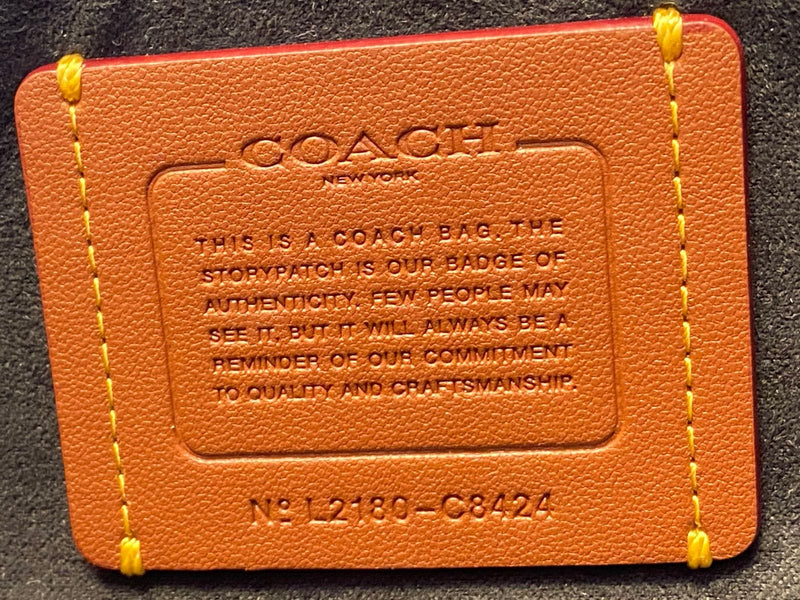 COACH
NEW YORK
THIS IS A COACH BAG. THE
STORYPATCH IS OUR BADGE OF
AUTHENTICITY. FEW PEOPLE MAY
SEE IT, BUT IT WILL ALWAYS BE A
REMINDER OF OUR COMMITMENT
TO QUALITY AND CRAFTSMANSHIP.
Nº L2180-C8424